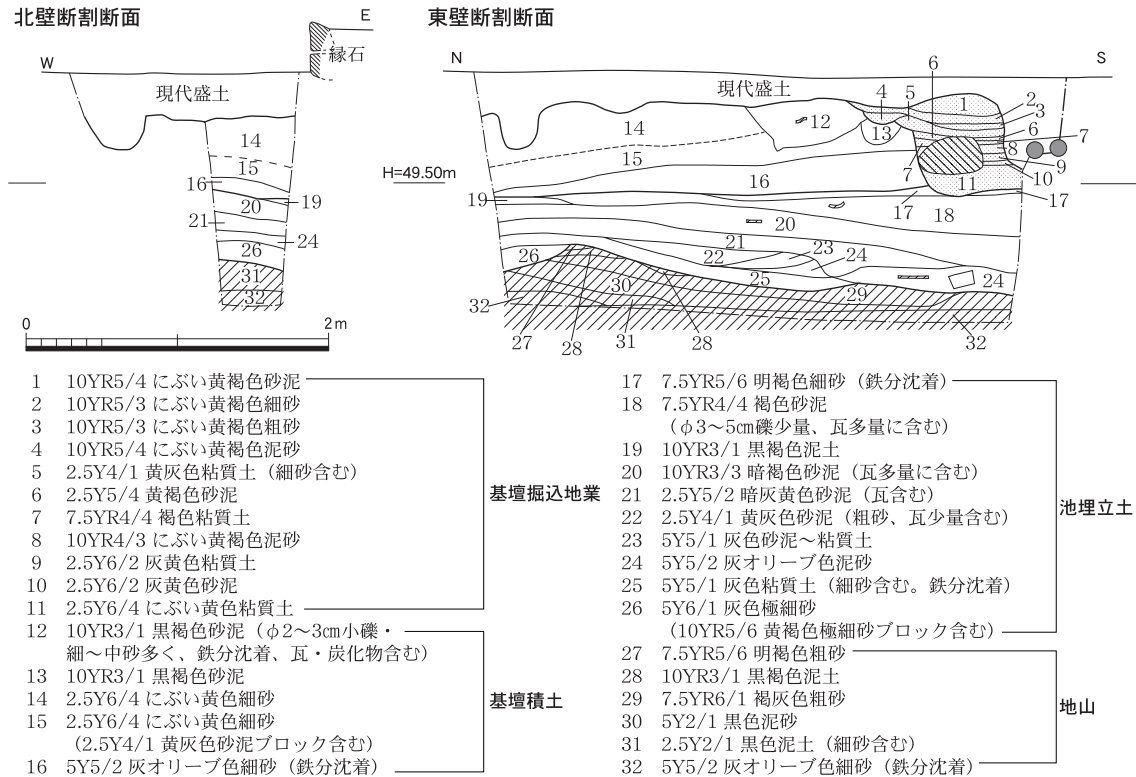 北壁断割断面
東壁断割断面
W
E
縁石
現代盛土
14
15
16
19
20
21
24
26
31
32
N
S
現代盛土
6
4
5
1
2
3
6
7
8
9
10
11
17
12
13
14
15
7
H=49.50m
16
17
18
19
20
21
22
23
24
24
25
26
29
30
32
27
28
31
28
32
0
2m
1 10YR5/4 にぶい黄褐色砂泥
2 10YR5/3 にぶい黄褐色細砂
3 10YR5/3 にぶい黄褐色粗砂
4 10YR5/4 にぶい黄褐色泥砂
5 2.5Y4/1 黄灰色粘質土（細砂含む）
6 2.5Y5/4 黄褐色砂泥
7 7.5YR4/4 褐色粘質土
8 10YR4/3 にぶい黄褐色泥砂
9 2.5Y6/2 灰黄色粘質土
10 2.5Y6/2 灰黄色砂泥
11 2.5Y6/4 にぶい黄色粘質土
基壇掘込地業
12 10YR3/1 黒褐色砂泥（φ2～3㎝小礫・
細～中砂多く、鉄分沈着、瓦・炭化物含む）
13 10YR3/1 黒褐色砂泥
14 2.5Y6/4 にぶい黄色細砂
15 2.5Y6/4 にぶい黄色細砂
（2.5Y4/1 黄灰色砂泥ブロック含む）
16 5Y5/2 灰オリーブ色細砂（鉄分沈着）
基壇積土
17 7.5YR5/6 明褐色細砂（鉄分沈着）
18 7.5YR4/4 褐色砂泥
（φ3～5㎝礫少量、瓦多量に含む）
19 10YR3/1 黒褐色泥土
20 10YR3/3 暗褐色砂泥（瓦多量に含む）
21 2.5Y5/2 暗灰黄色砂泥（瓦含む）
22 2.5Y4/1 黄灰色砂泥（粗砂、瓦少量含む）
23 5Y5/1 灰色砂泥～粘質土
24 5Y5/2 灰オリーブ色泥砂
25 5Y5/1 灰色粘質土（細砂含む。鉄分沈着）
26 5Y6/1 灰色極細砂
（10YR5/6 黄褐色極細砂ブロック含む）
池埋立土
27 7.5YR5/6 明褐色粗砂
28 10YR3/1 黒褐色泥土
29 7.5YR6/1 褐灰色粗砂
30 5Y2/1 黒色泥砂
31 2.5Y2/1 黒色泥土（細砂含む）
32 5Y5/2 灰オリーブ色細砂（鉄分沈着）
地山